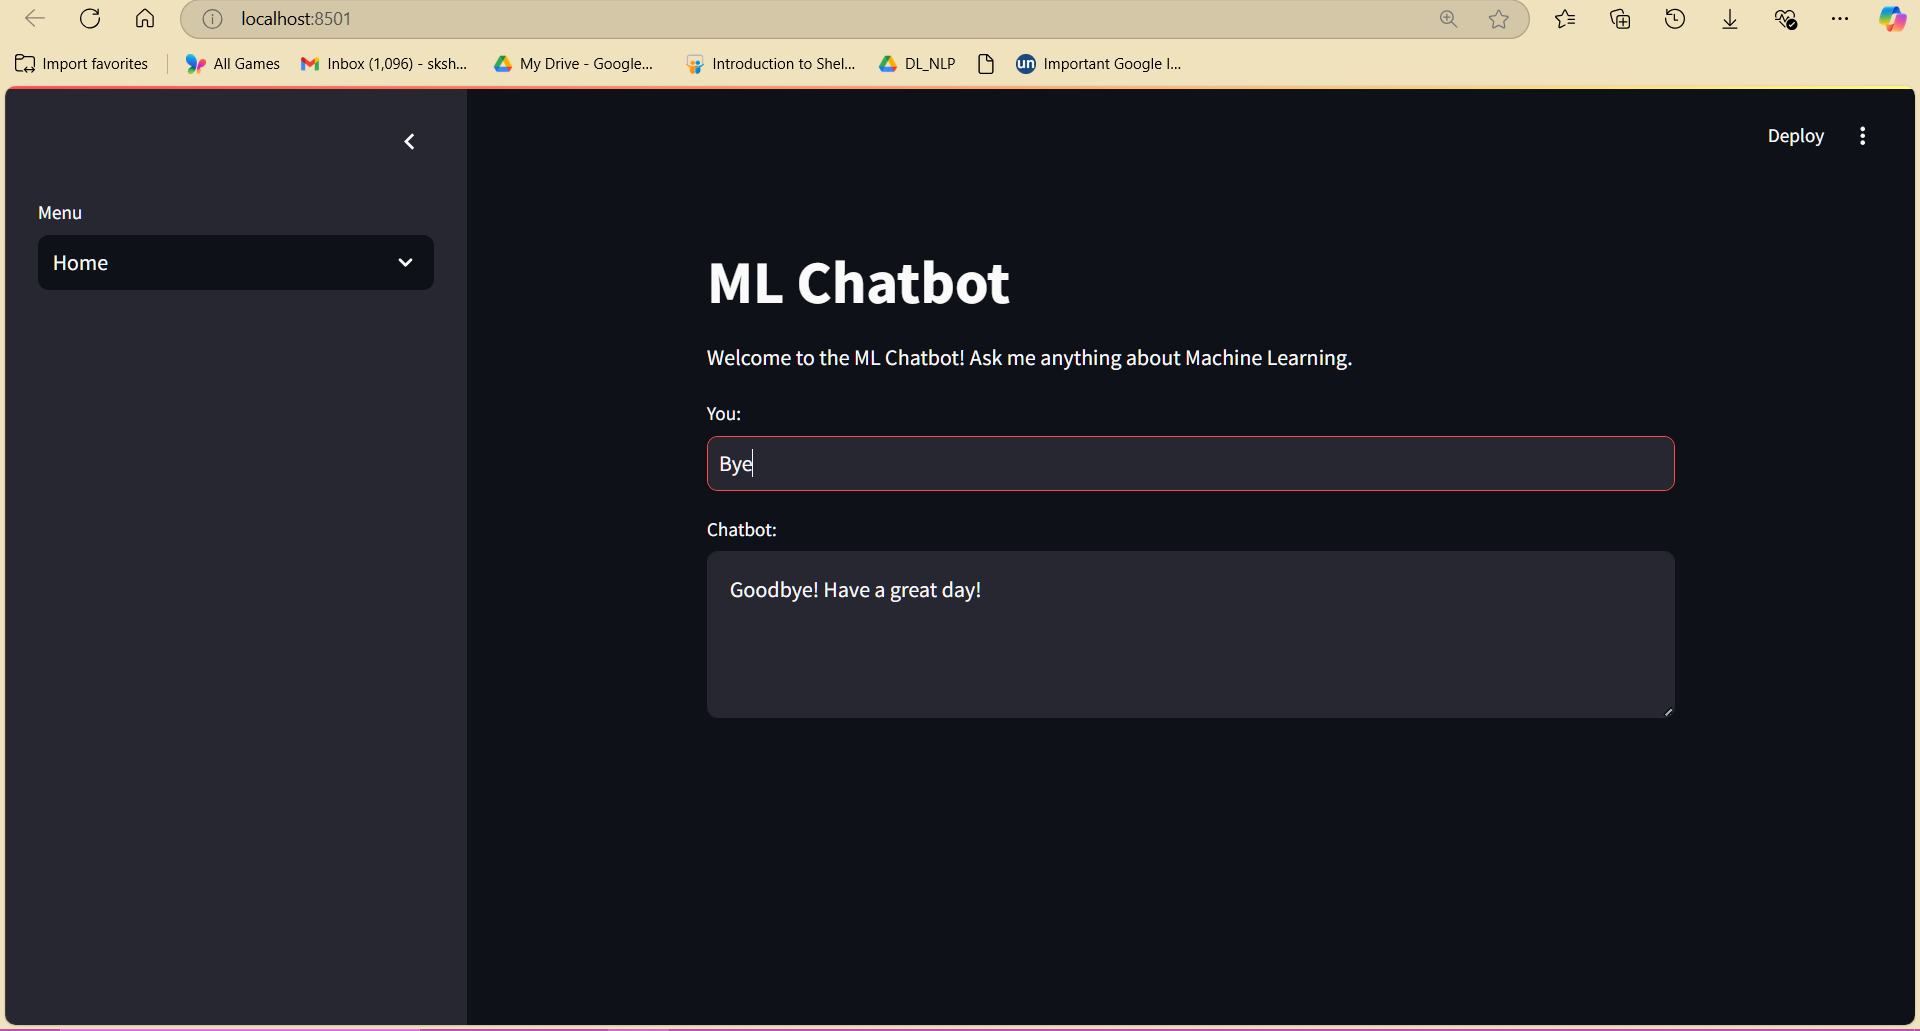 localhost:8501
Import favorites
All Games
Inbox (1,096) - sksh...
My Drive - Google...
Introduction to Shel...
DL_NLP
un
Important Google I...
Deploy
Menu
Home
ML Chatbot
Welcome to the ML Chatbot! Ask me anything about Machine Learning.
You:
Bye
Chatbot:
Goodbye! Have a great day!